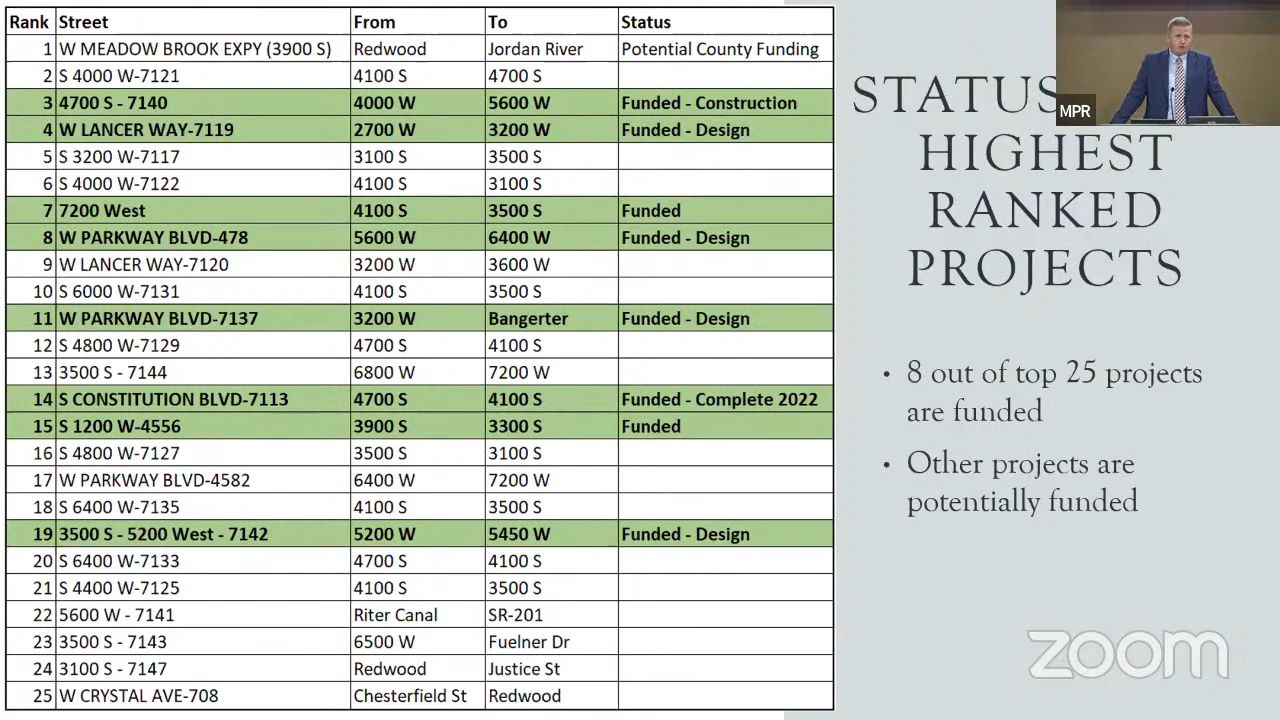 Rank Street From To Status
1 W MEADOW BROOK EXPY (3900 S) Redwood Jordan River Potential County Funding
2 S 4000 W-7121 4100 S 4700 S
3 4700 S - 7140 4000 W 5600 W Funded - Construction
4 W LANCER WAY-7119 2700 W 3200 W Funded - Design
5 S 3200 W-7117 3100 S 3500 S
6 S 4000 W-7122 4100 S 3100 S
7 7200 West 4100 S 3500 S Funded
8 W PARKWAY BLVD-478 5600 W 6400 W Funded - Design
9 W LANCER WAY-7120 3200 W 3600 W
10 S 6000 W-7131 4100 S 3500 S
11 W PARKWAY BLVD-7137 3200 W Bangerter Funded - Design
12 S 4800 W-7129 4700 S 4100 S
13 3500 S - 7144 6800 W 7200 W
14 S CONSTITUTION BLVD-7113 4700 S 4100 S Funded - Complete 2022
15 S 1200 W-4556 3900 S 3300 S Funded
16 S 4800 W-7127 3500 S 3100 S
17 W PARKWAY BLVD-4582 6400 W 7200 W
18 S 6400 W-7135 4100 S 3500 S
19 3500 S - 5200 West - 7142 5200 W 5450 W Funded - Design
20 S 6400 W-7133 4700 S 4100 S
21 S 4400 W-7125 4100 S 3500 S
22 5600 W - 7141 Riter Canal SR-201
23 3500 S - 7143 6500 W Fuelner Dr
24 3100 S - 7147 Redwood Justice St
25 W CRYSTAL AVE-708 Chesterfield St Redwood
STATUS
HIGHEST
RANKED
PROJECTS
• 8 out of top 25 projects
are funded
• Other projects are
potentially funded
MPR
zoom